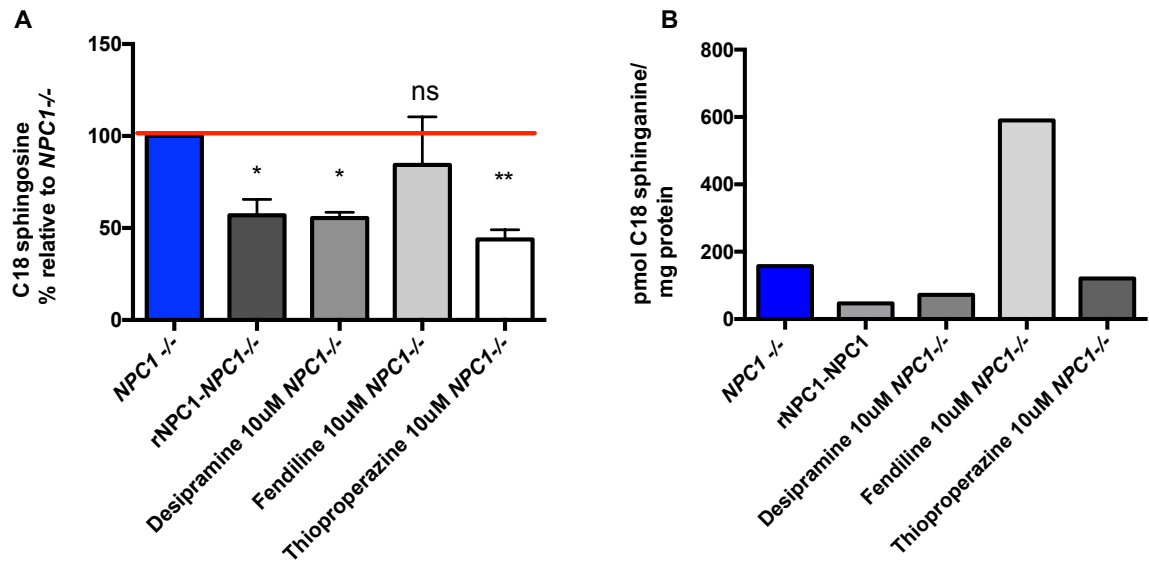 A
C18 sphingosine
% relative to NPC1-/-
150
100
50
0
ns
*
*
**
NPC1 -/-
rNPC1-NPC1-/-
Desipramine 10uM NPC1-/-
Fendiline 10uM NPC1-/-
Thioproperazine 10uM NPC1-/-
B
pmol C18 sphinganine/
mg protein
800
600
400
200
0
NPC1 -/-
rNPC1-NPC1
Desipramine 10uM NPC1-/-
Fendiline 10uM NPC1-/-
Thioproperazine 10uM NPC1-/-